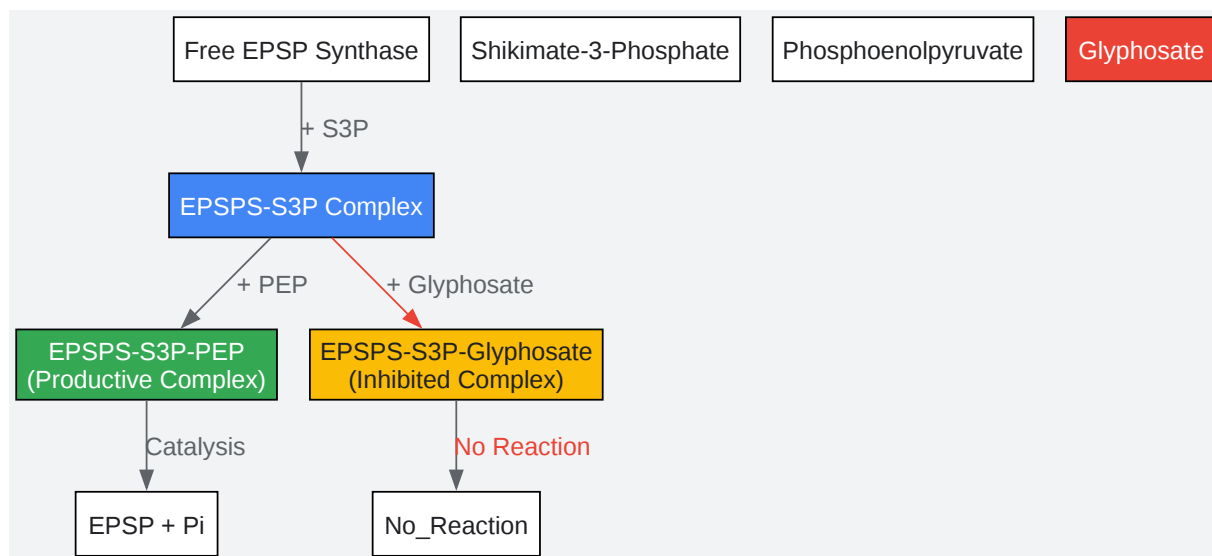 Free EPSP Synthase
Shikimate-3-Phosphate
Phosphoenolpyruvate
Glyphosate
+ S3P
EPSPS-S3P Complex
+ PEP
+ Glyphosate
EPSPS-S3P-PEP
(Productive Complex)
EPSPS-S3P-Glyphosate
(Inhibited Complex)
Catalysis
No Reaction
EPSP + Pi
No_Reaction